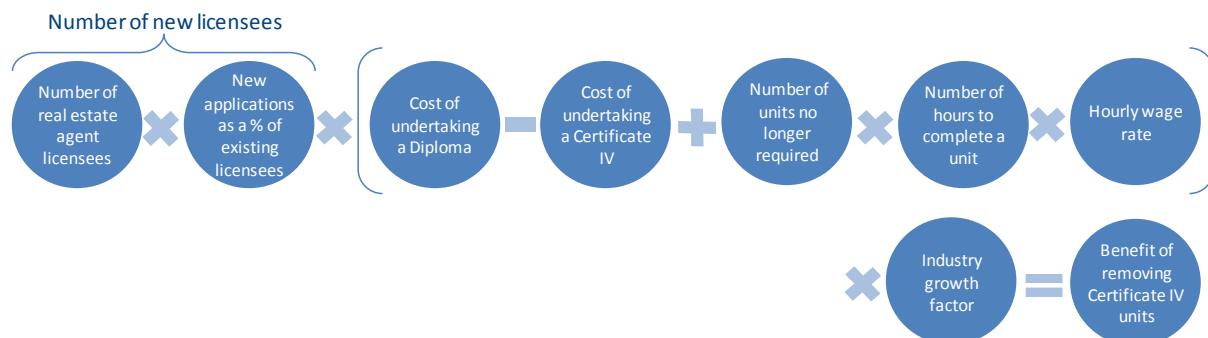 Number of new licensees
Number of
real estate
agent
licensees
New
applications
as a % of
existing
licensees
Cost of
undertaking
a Diploma
Cost of
undertaking
a Certificate
IV
Number of
units no
longer
required
Number of
hours to
complete a
unit
Hourly wage
rate
Industry
growth
factor
Benefit of
removing
Certificate IV
units